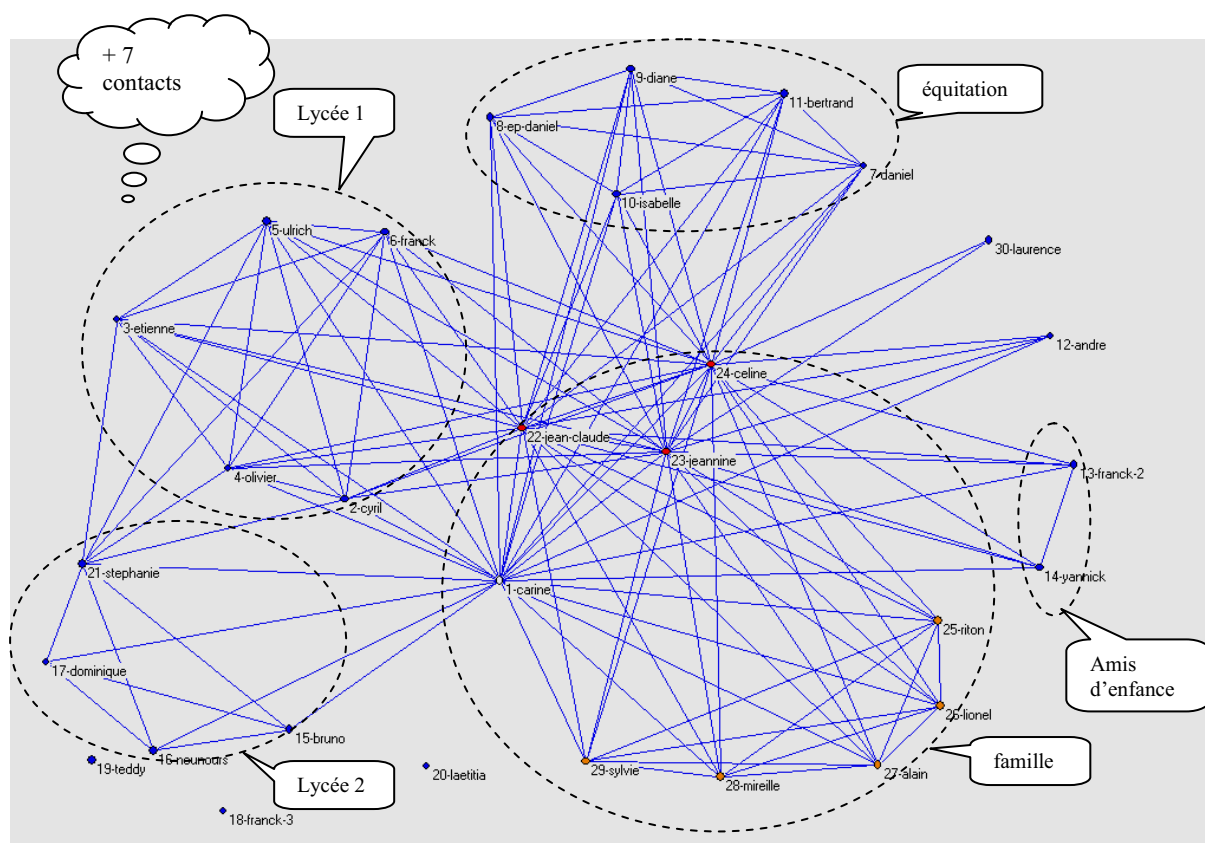 + 7
contacts
Lycée 1
équitation
9-diane
11-bertrand
8-ep-daniel
7-daniel
10-isabelle
5-ulrich
6-franck
30-laurence
3-etienne
12-andre
24-celine
22-jean-claude
23-jeannine
13-franck-2
4-olivier
2-cyril
21-stephanie
14-yannick
1-carine
25-riton
17-dominique
Amis
d'enfance
26-lionel
15-bruno
16-nounours
19-teddy
20-laetitia
29-sylvie
28-mireille
27-alain
famille
Lycée 2
18-franck-3